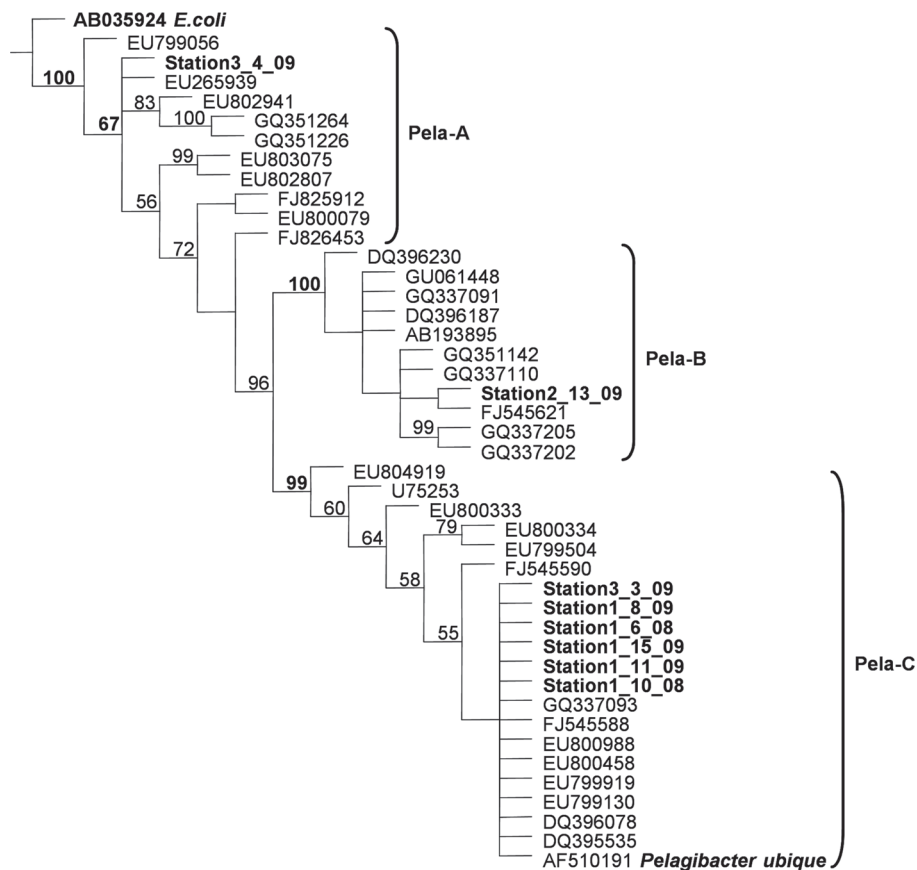 AB035924 E.coli
EU799056
100
Station3_4_09
EU265939
67
83
EU802941
100
GQ351264
GQ351226
Pela-A
99
EU803075
EU802807
56
FJ825912
EU800079
72
FJ826453
DQ396230
100
GU061448
GQ337091
DQ396187
AB193895
GQ351142
Pela-B
GQ337110
96
Station2_13_09
FJ545621
99
GQ337205
GQ337202
EU804919
99
U75253
60
EU800333
64
79
EU800334
EU799504
FJ545590
58
Station3_3_09
Station1_8_09
Station1_6_08
55
Station1_15_09
Station1_11_09
Pela-C
Station1_10_08
GQ337093
FJ545588
EU800988
EU800458
EU799919
EU799130
DQ396078
DQ395535
AF510191 Pelagibacter ubique